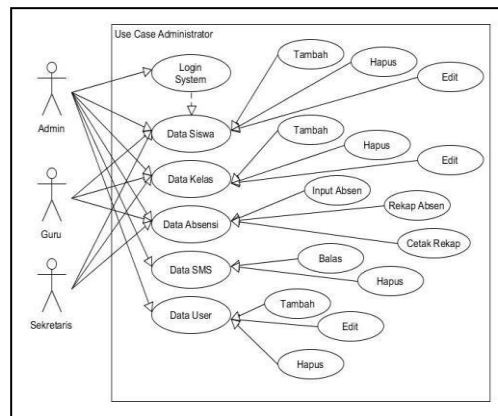 Use Case Administrator
Login
System
Tambah
Hapus
Edit
Admin
Data Siswa
Tambah
Hapus
Edit
Data Kelas
Input Absen
Rekap Absen
Guru
Data Absensi
Cetak Rekap
Balas
Data SMS
Hapus
Sekretaris
Tambah
Data User
Edit
Hapus